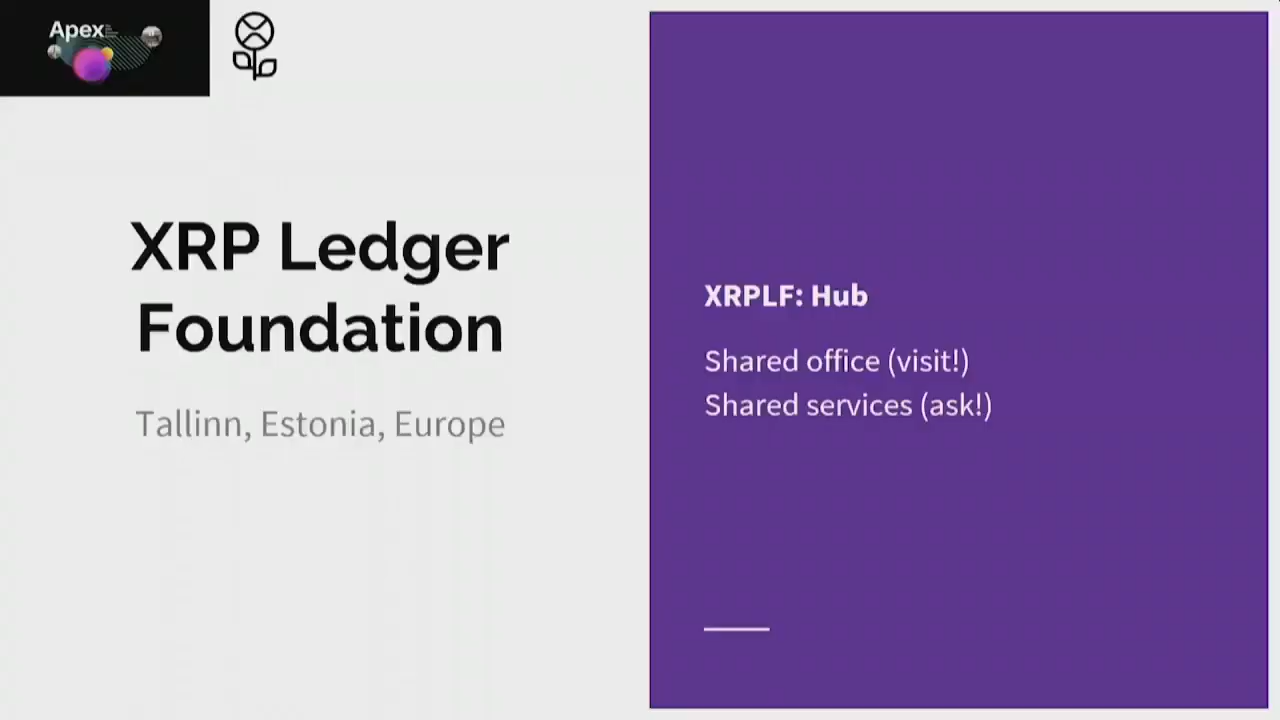 Apex
XRP Ledger
Foundation
Tallinn, Estonia, Europe
XRPLF: Hub
Shared office (visit!)
Shared services (ask!)